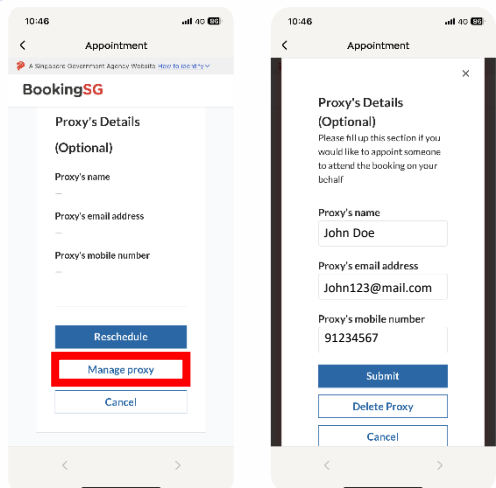 10:46
4G 86
Appointment
A Singapore Government Agency Website How to identify
BookingSG
Proxy's Details
(Optional)
Proxy's name
—
Proxy's email address
—
Proxy's mobile number
—
Reschedule
Manage proxy
Cancel
10:46
4G 86
Appointment
Proxy's Details
(Optional)
Please fill up this section if you
would like to appoint someone
to attend the booking on your
behalf
Proxy's name
John Doe
Proxy's email address
John123@mail.com
Proxy's mobile number
91234567
Submit
Delete Proxy
Cancel